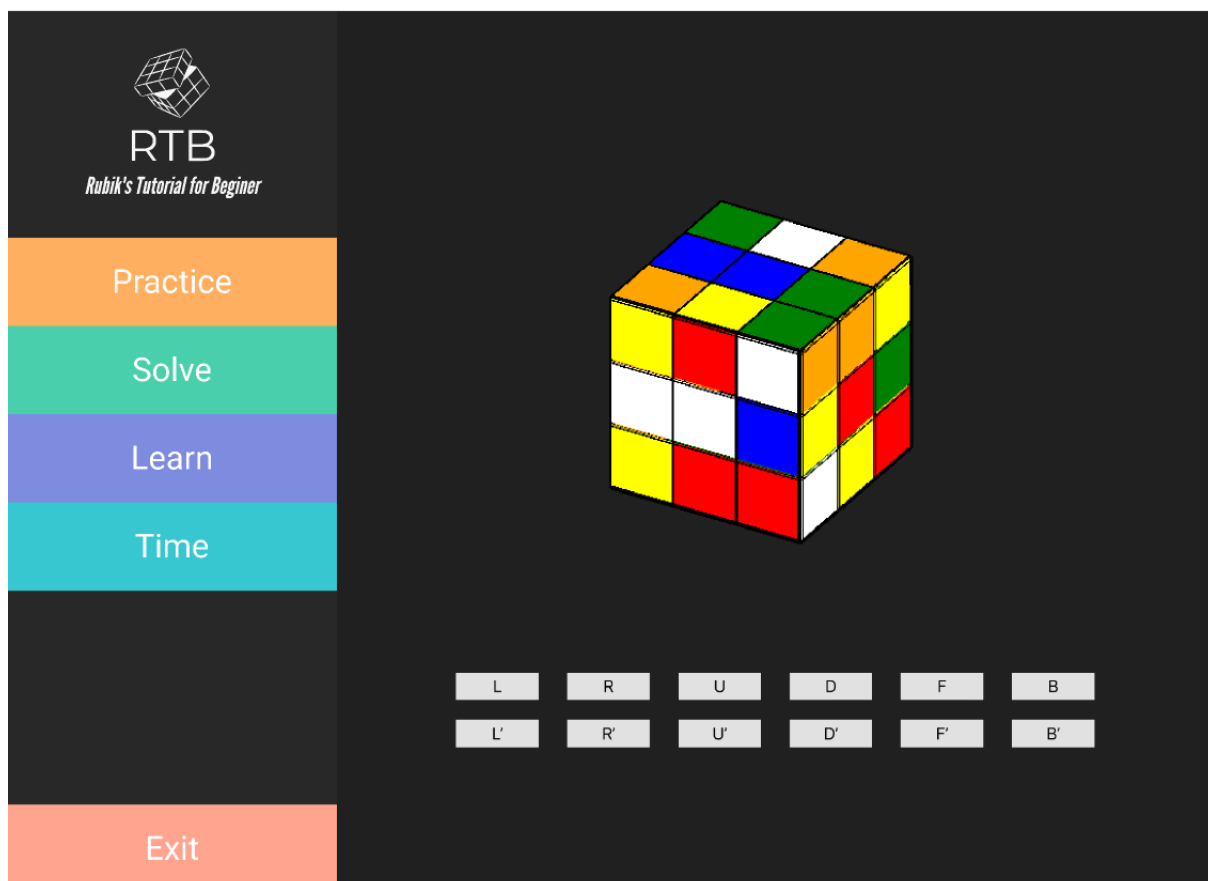 RTB
Rubik's Tutorial for Beginer
Practice
Solve
Learn
Time
Exit
L R U D F B
L' R' U' D' F' B'